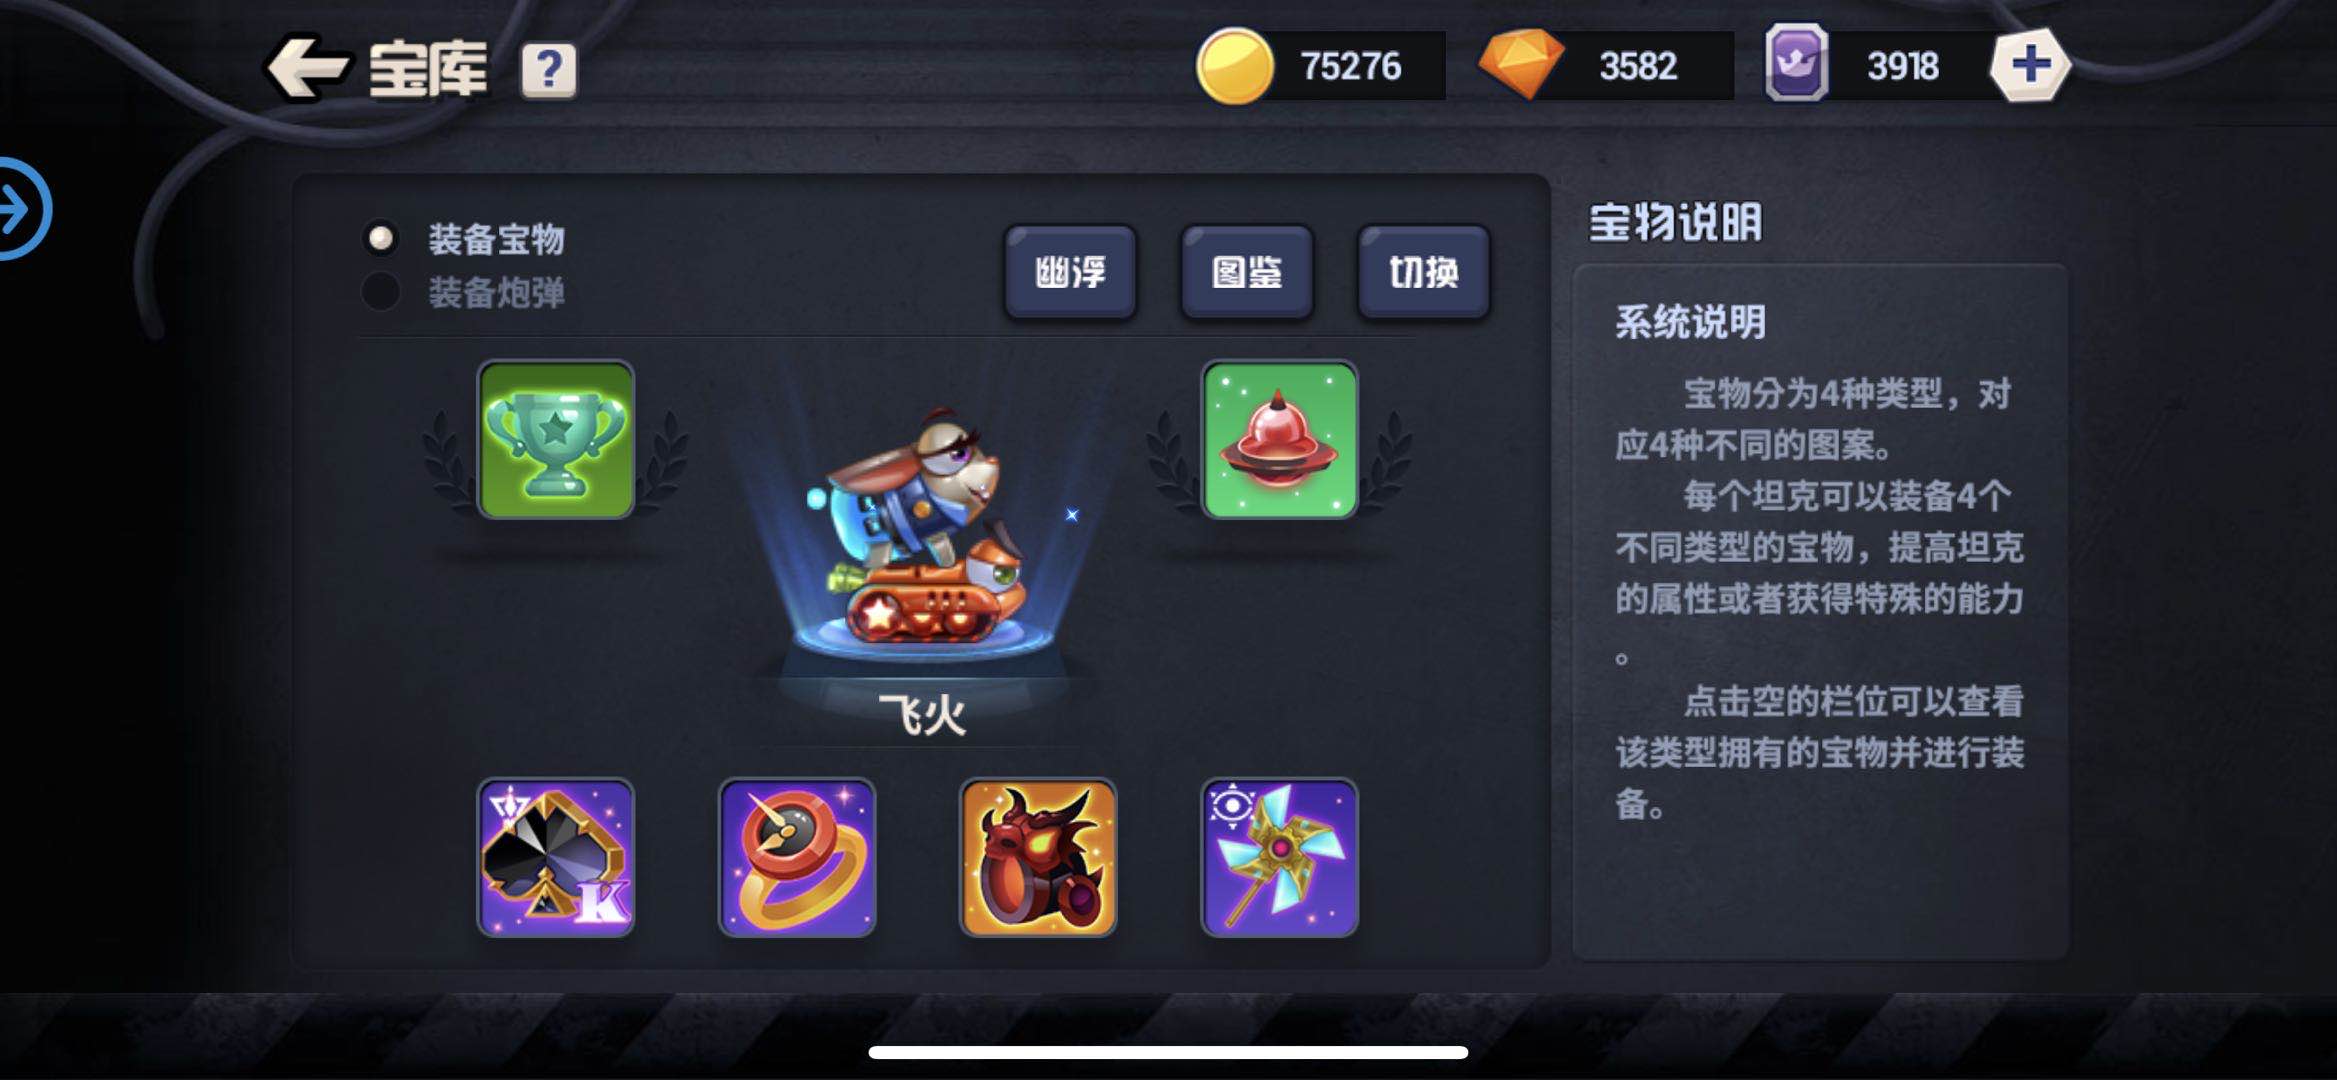 宝库 ?
75276 3582 3918 +
装备宝物
装备炮弹
幽浮 图鉴 切换
飞火
K
宝物说明
系统说明
宝物分为4种类型，对
应4种不同的图案。
每个坦克可以装备4个
不同类型的宝物，提高坦克
的属性或者获得特殊的能力
。
点击空的栏位可以查看
该类型拥有的宝物并进行装
备。